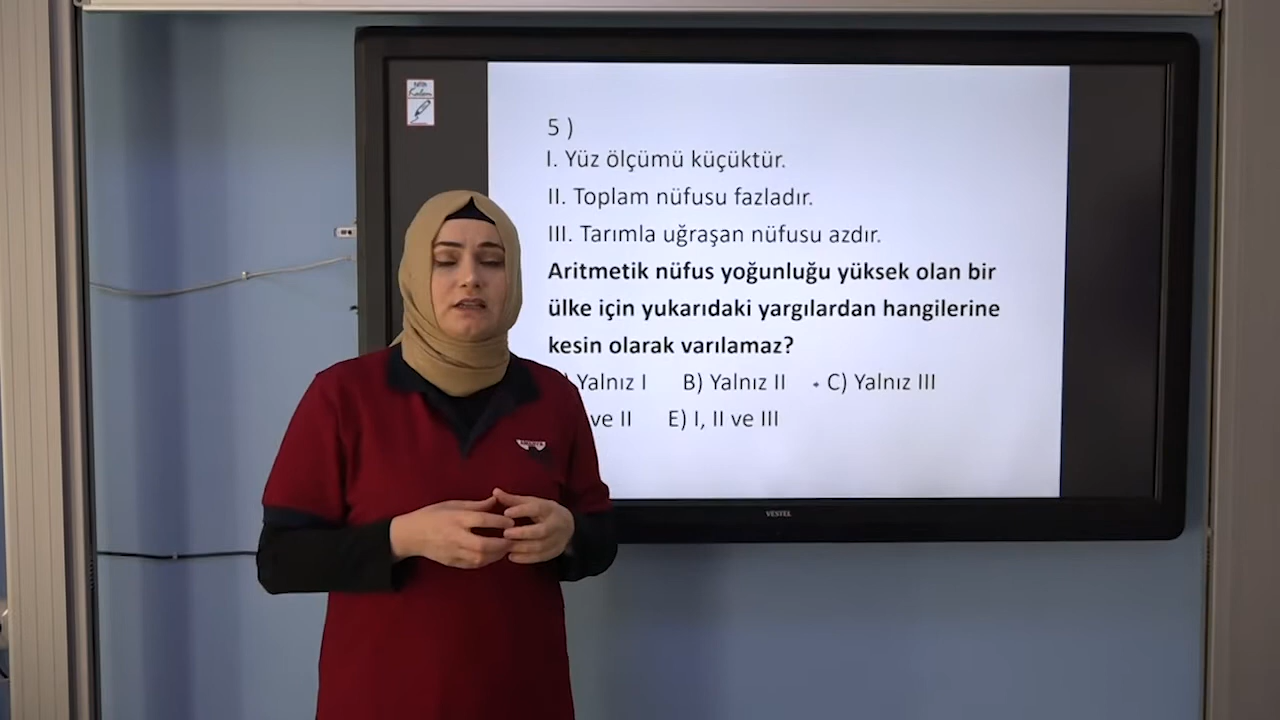 5 )
I. Yüz ölçümü küçüktür.
II. Toplam nüfusu fazladır.
III. Tarımla uğraşan nüfusu azdır.
Aritmetik nüfus yoğunluğu yüksek olan bir
ülke için yukarıdaki yargılardan hangilerine
kesin olarak varılamaz?
) Yalnız I B) Yalnız II C) Yalnız III
ve II E) I, II ve III
VESTEL